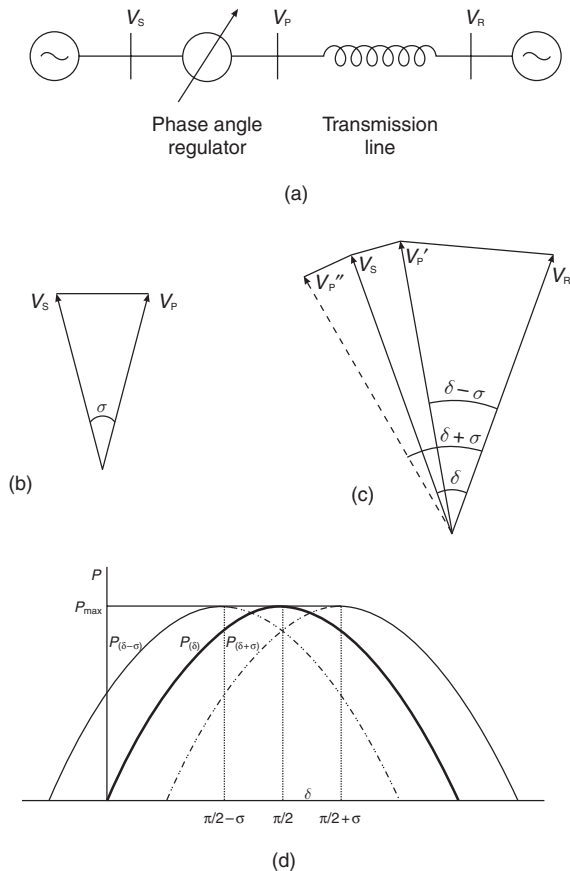 V_S V_P V_R
Phase angle
regulator
Transmission
line
(a)
V_S V_P
σ
(b)
V_P″ V_S V_P′ V_R
δ – σ
δ + σ
δ
(c)
P
P_max
P_(δ–σ) P_(δ) P_(δ+σ)
δ
π/2–σ π/2 π/2+σ
(d)